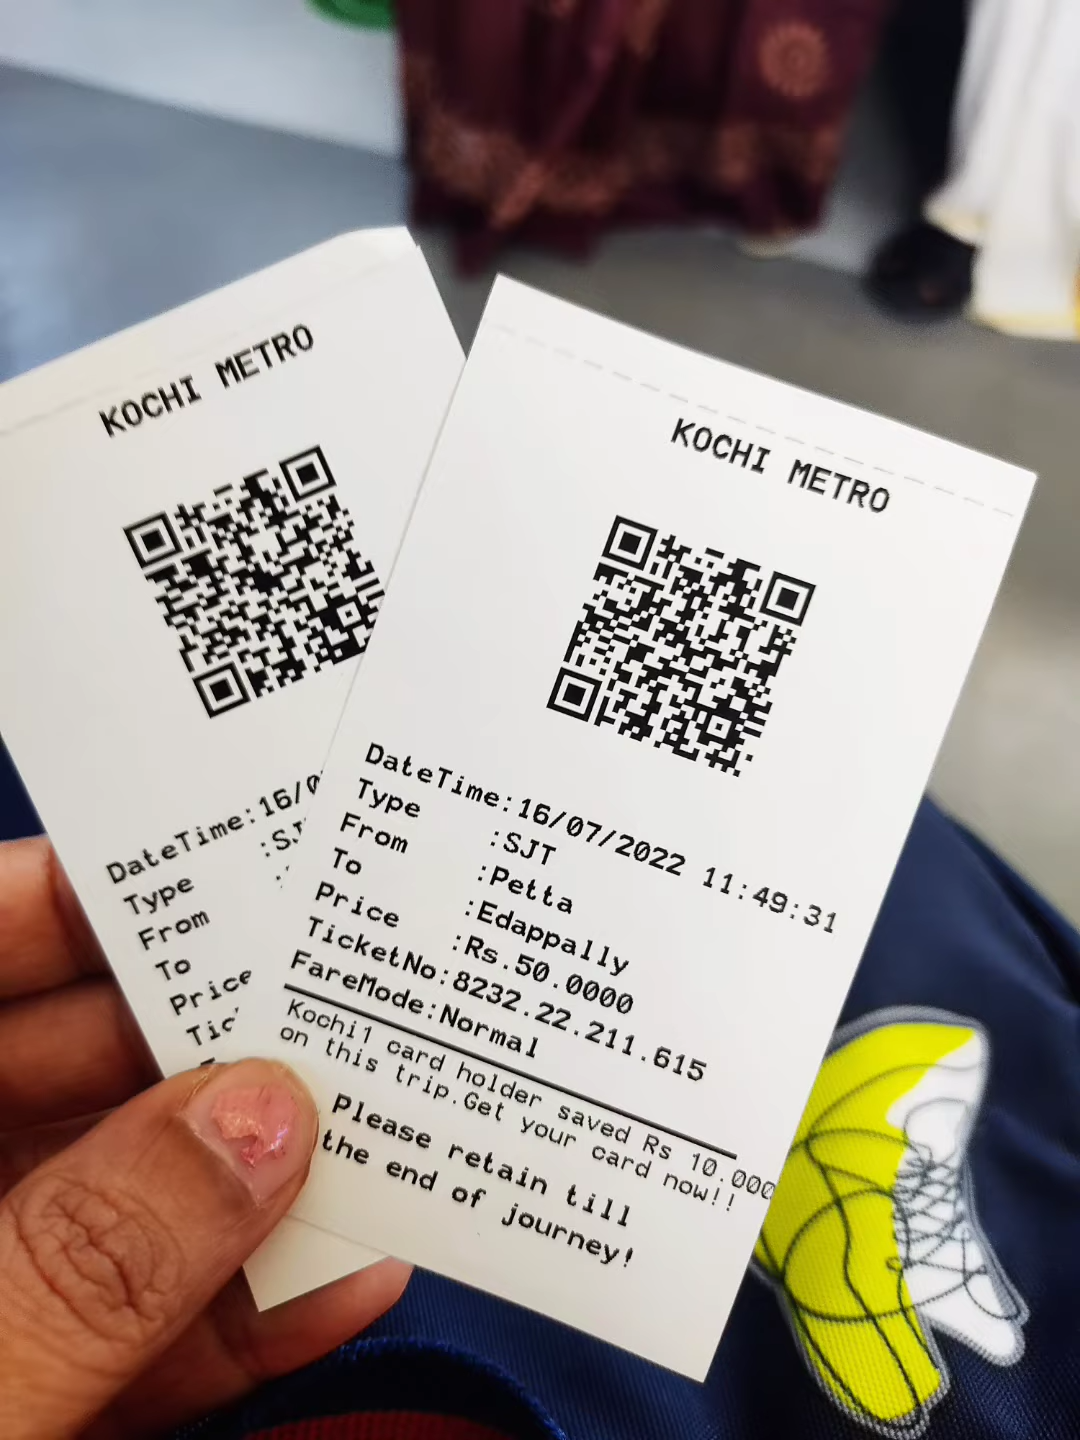 KOCHI METRO
DateTime:16/0
Type :SJ
From
To
Price
Tic
KOCHI METRO
DateTime:16/07/2022 11:49:31
Type :SJT
From :Petta
To :Edappally
Price :Rs.50.0000
TicketNo:8232.22.211.615
FareMode:Normal
Kochi1 card holder saved Rs 10.000
on this trip.Get your card now!!
Please retain till
the end of journey!